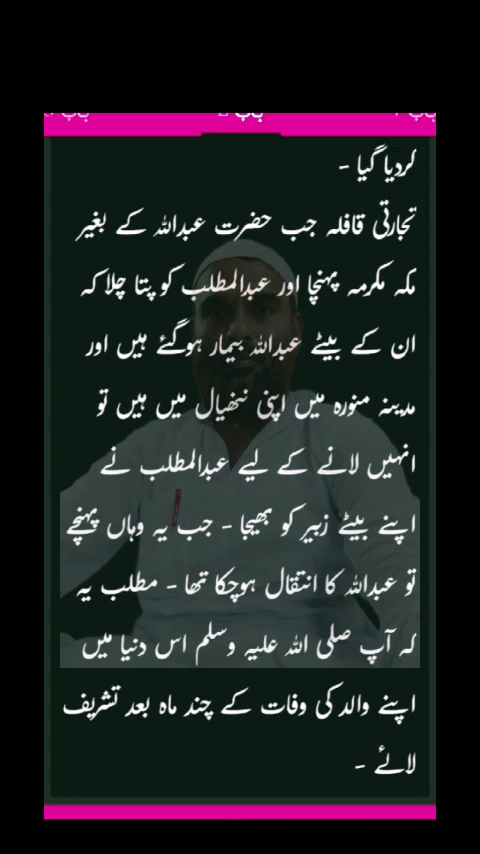 کردیا گیا -
تجارتی قافلہ جب حضرت عبداللہ کے بغیر
مکہ مکرمہ پہنچا اور عبدالمطلب کو پتا چلا کہ
ان کے بیٹے عبداللہ بیمار ہوگئے ہیں اور
مدینہ منورہ میں اپنی ننھیال میں ہیں تو
انہیں لانے کے لیے عبدالمطلب نے
اپنے بیٹے زبیر کو بھیجا - جب یہ وہاں پہنچے
تو عبداللہ کا انتقال ہوچکا تھا - مطلب یہ
کہ آپ صلی اللہ علیہ وسلم اس دنیا میں
اپنے والد کی وفات کے چند ماہ بعد تشریف
لائے -